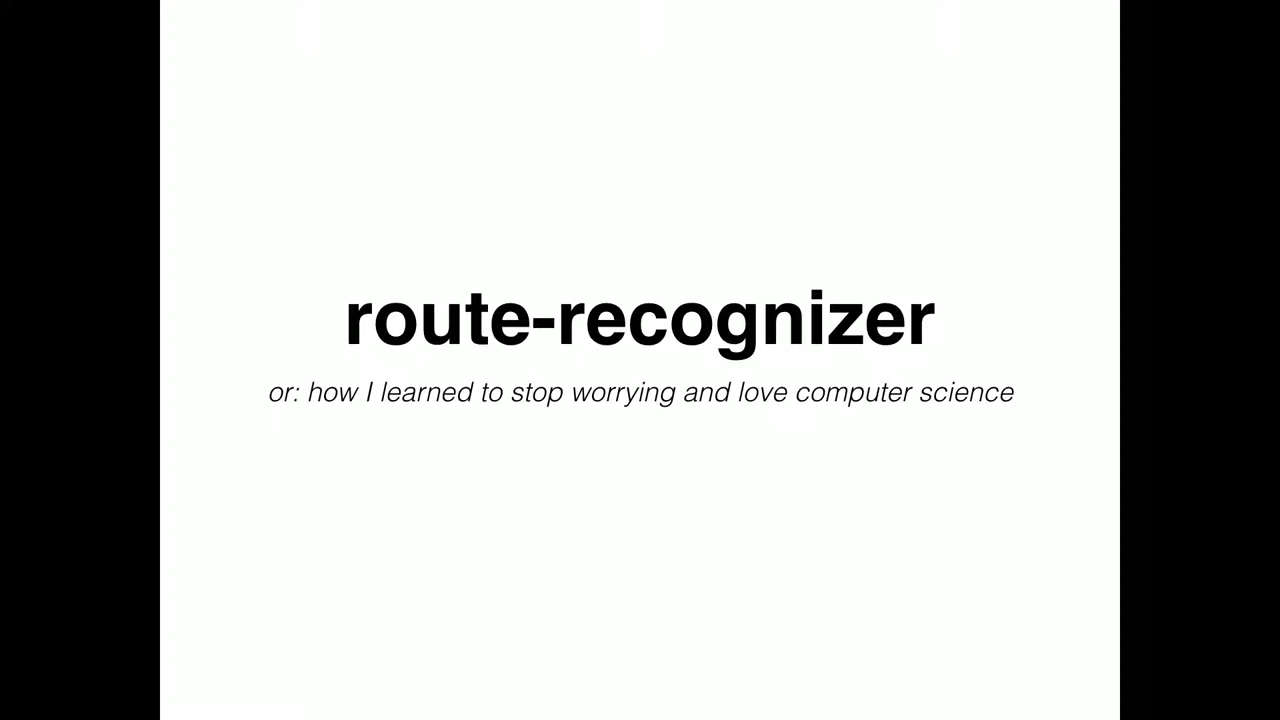 route-recognizer
or: how I learned to stop worrying and love computer science